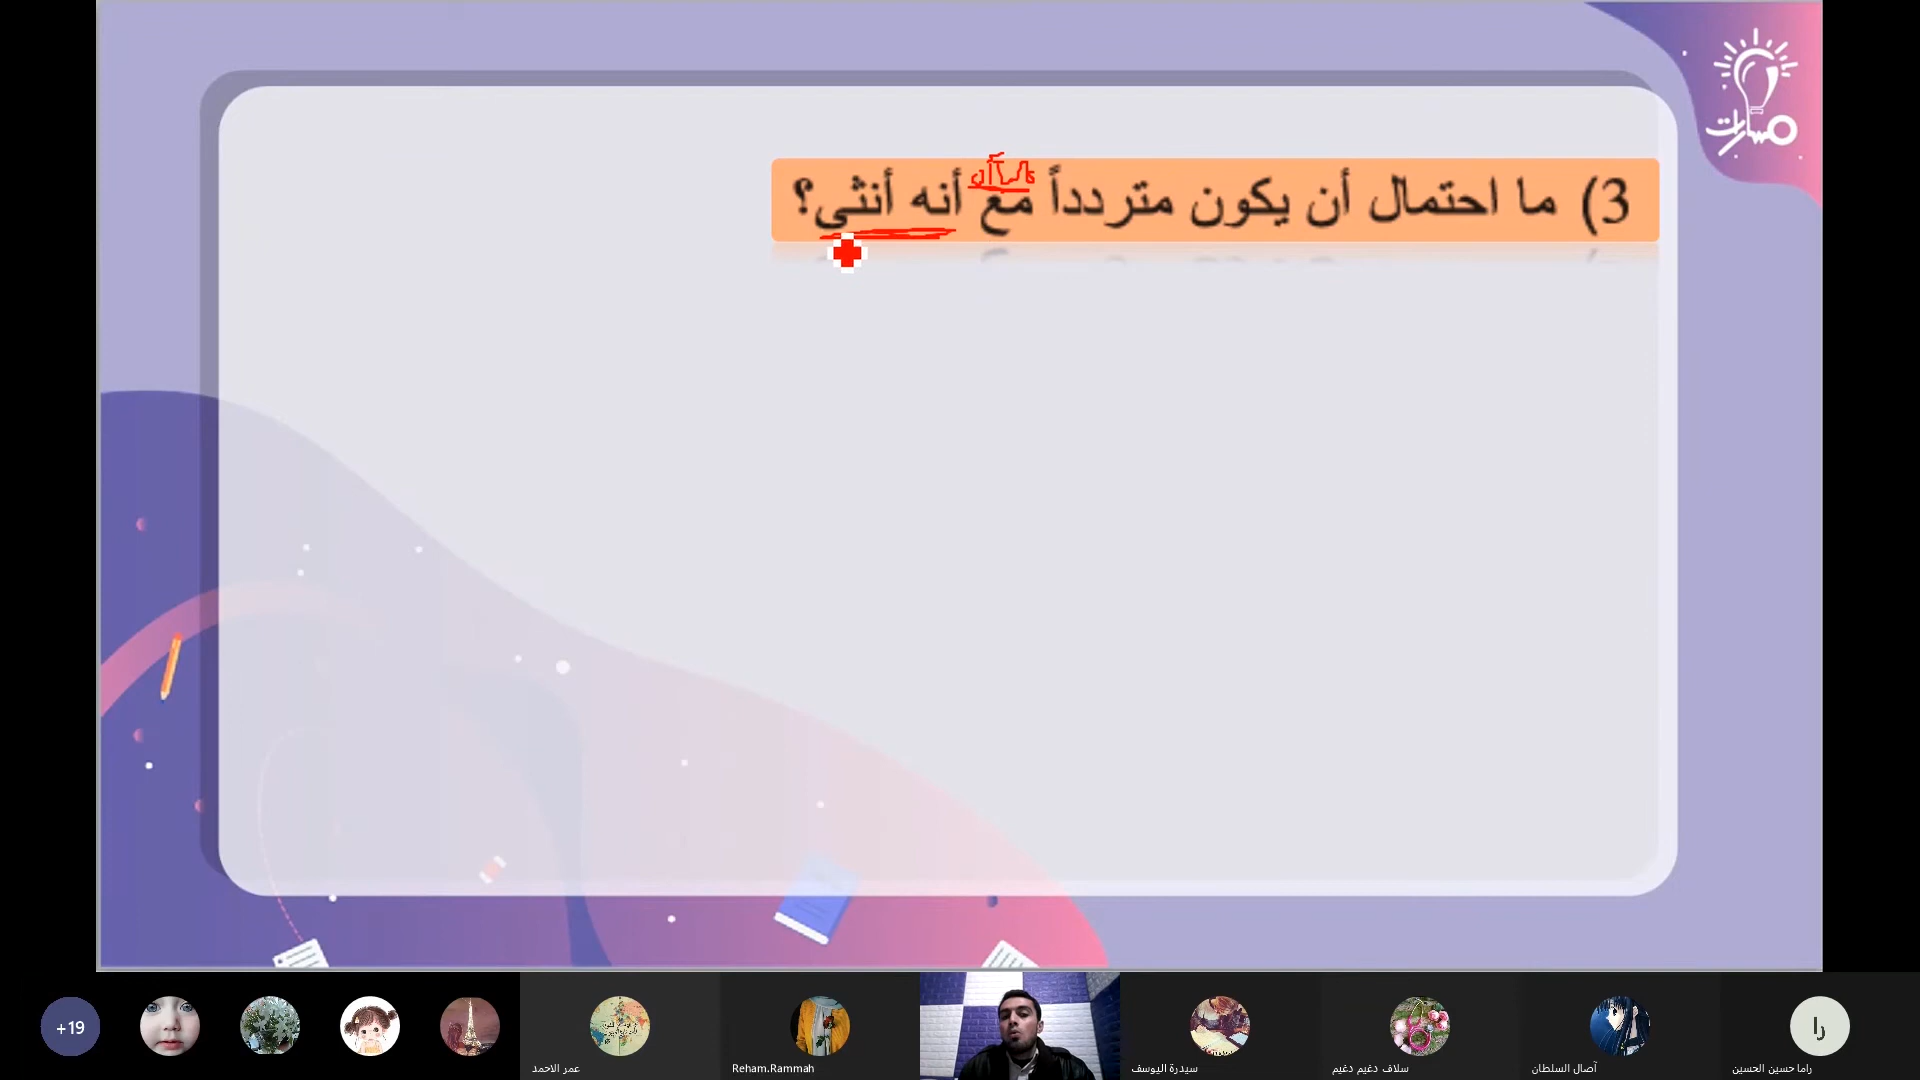 مسارات
3) ما احتمال أن يكون متردداً مع أنه أنثى؟
علماً أن
+19
عمر الاحمد
Reham.Rammah
سيدرة اليوسف
سلاف دغيم دغيم
آصال السلطان
را
راما حسين الحسين